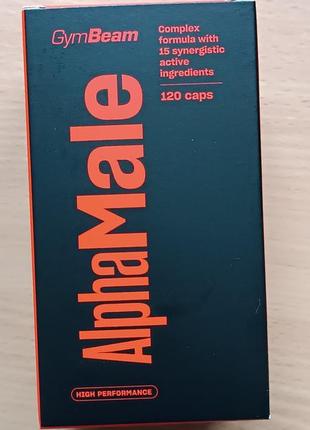 GymBeam
Complex
formula with
15 synergistic
active
ingredients
120 caps
AlphaMale
HIGH PERFORMANCE